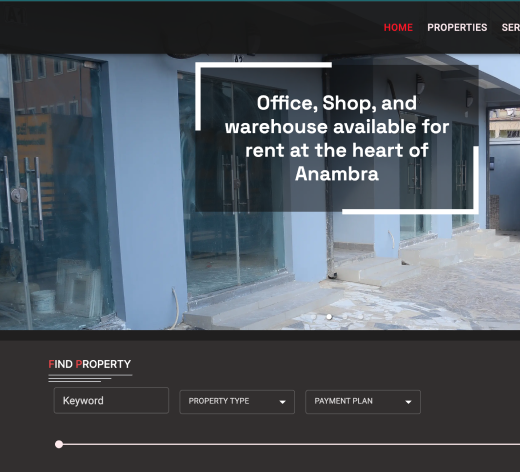 HOME PROPERTIES SER
Office, Shop, and
warehouse available for
rent at the heart of
Anambra
FIND PROPERTY
Keyword
PROPERTY TYPE
PAYMENT PLAN